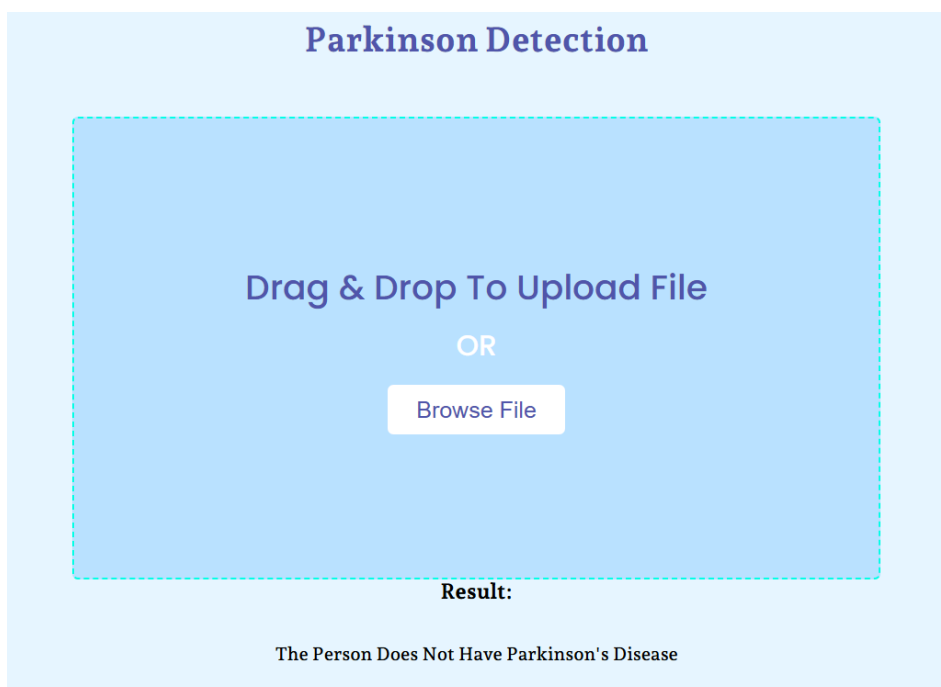 Parkinson Detection
Drag & Drop To Upload File
OR
Browse File
Result:
The Person Does Not Have Parkinson's Disease